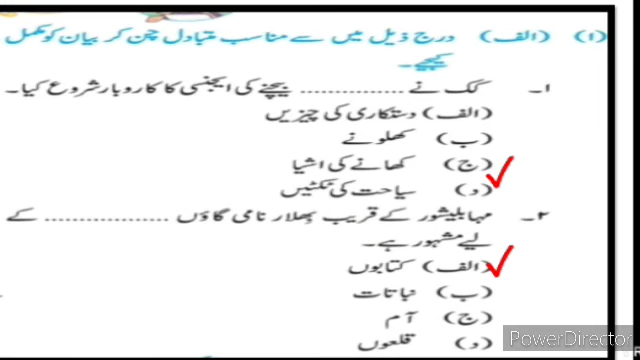 (۱) (الف) درج ذیل میں سے مناسب متبادل چن کر بیان کو مکمل
کیجیے۔
۱۔ کک نے .............. بیچنے کی ایجنسی کا کاروبار شروع کیا۔
(الف) دستکاری کی چیزیں
(ب) کھلونے
(ج) کھانے کی اشیا
(د) سیاحت کی ٹکٹیں
۲۔ مہابلیشور کے قریب بھلار نامی گاؤں ................ کے
لیے مشہور ہے۔
(الف) کتابوں
(ب) نباتات
(ج) آم
(د) قلعوں
PowerDirector